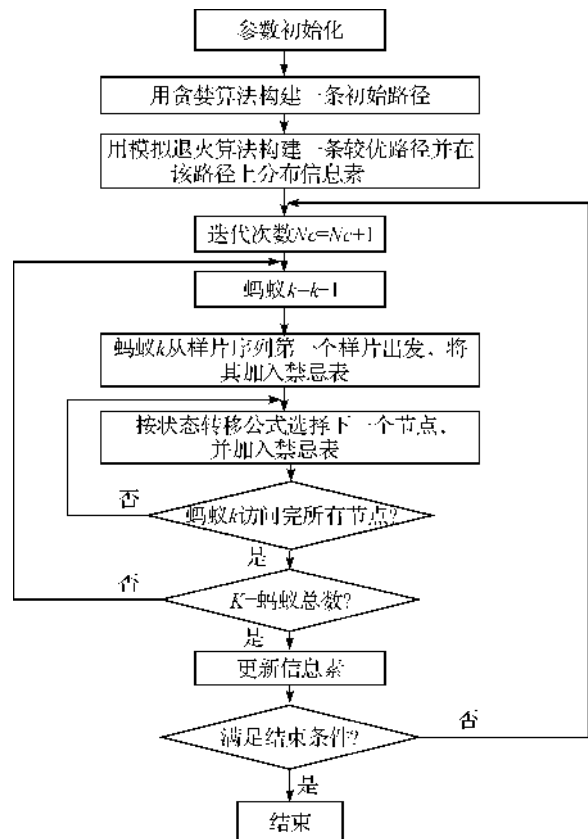 参数初始化
用贪婪算法构建一条初始路径
用模拟退火算法构建一条较优路径并在
该路径上分布信息素
迭代次数Nc=Nc+1
蚂蚁k=k+1
蚂蚁k从样片序列第一个样片出发，将
其加入禁忌表
按状态转移公式选择下一个节点，
并加入禁忌表
否
蚂蚁k访问完所有节点?
是
否
K=蚂蚁总数?
是
更新信息素
否
满足结束条件?
是
结束